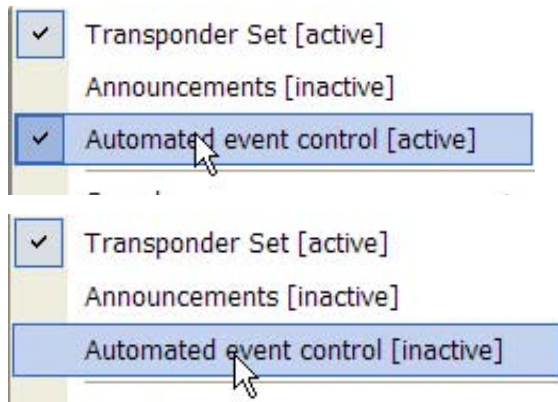 Transponder Set [active]
Announcements [inactive]
Automated event control [active]
Transponder Set [active]
Announcements [inactive]
Automated event control [inactive]